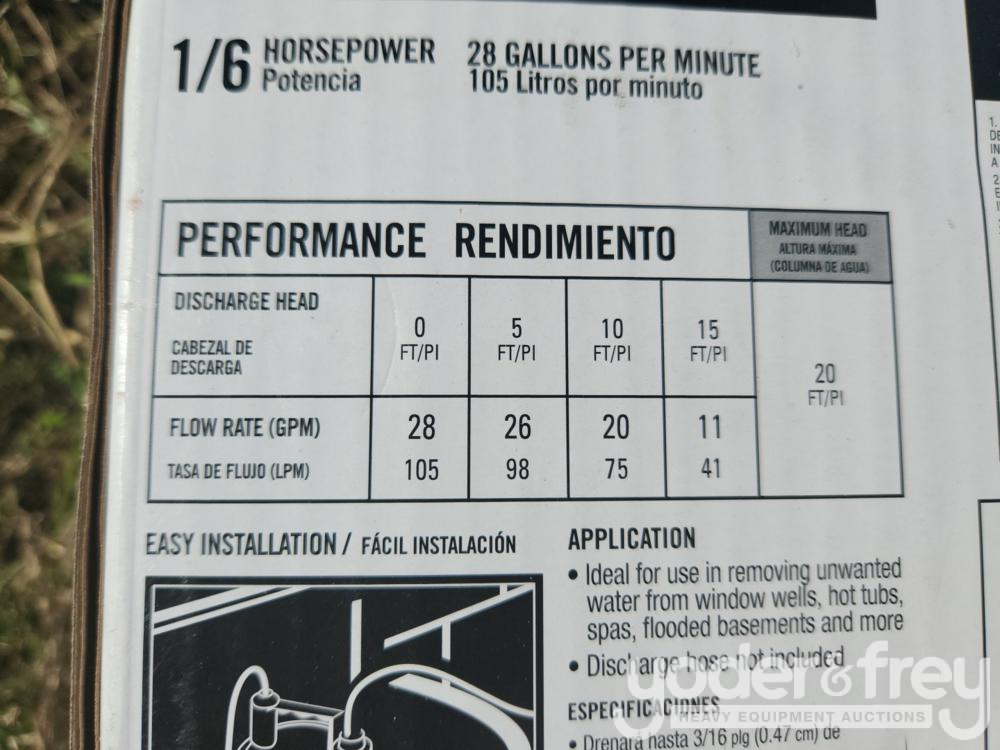 1/6 HORSEPOWER
Potencia
28 GALLONS PER MINUTE
105 Litros por minuto
PERFORMANCE RENDIMIENTO
MAXIMUM HEAD
ALTURA MÁXIMA
(COLUMNA DE AGUA)
DISCHARGE HEAD
CABEZAL DE
DESCARGA
0
FT/PI
5
FT/PI
10
FT/PI
15
FT/PI
20
FT/PI
FLOW RATE (GPM) 28 26 20 11
TASA DE FLUJO (LPM) 105 98 75 41
EASY INSTALLATION / FÁCIL INSTALACIÓN
APPLICATION
• Ideal for use in removing unwanted
water from window wells, hot tubs,
spas, flooded basements and more
• Discharge hose not included
ESPECIFICACIONES
• Drenará hasta 3/16 plg (0.47 cm) de
yoder & frey
HEAVY EQUIPMENT AUCTIONS
1.
DE
IN
A
2